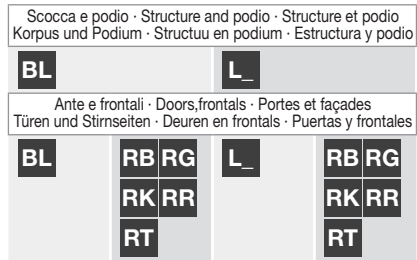 Scocca e podio · Structure and podio · Structure et podio
Korpus und Podium · Structuu en podium · Estructura y podio
BL L_
Ante e frontali · Doors,frontals · Portes et façades
Türen und Stirnseiten · Deuren en frontals · Puertas y frontales
BL RB RG L_ RB RG
RK RR RK RR
RT RT